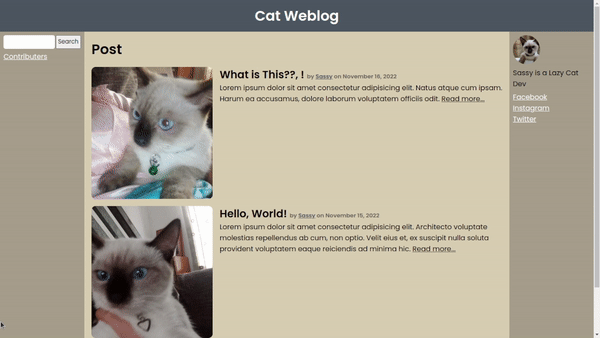 Cat Weblog
Search
Contributers
Post
What is This??, ! by Sassy on November 16, 2022
Lorem ipsum dolor sit amet consectetur adipisicing elit. Natus atque cum ipsam.
Harum ea accusamus, dolore laborum voluptatem officiis odit. Read more...
Hello, World! by Sassy on November 15, 2022
Lorem ipsum dolor sit amet consectetur adipisicing elit. Architecto voluptate
molestias repellendus ab cum, non optio. Velit eius et, ex suscipit nulla soluta
provident voluptatem eaque reiciendis ad minima hic. Read more...
Sassy is a Lazy Cat
Dev
Facebook
Instagram
Twitter